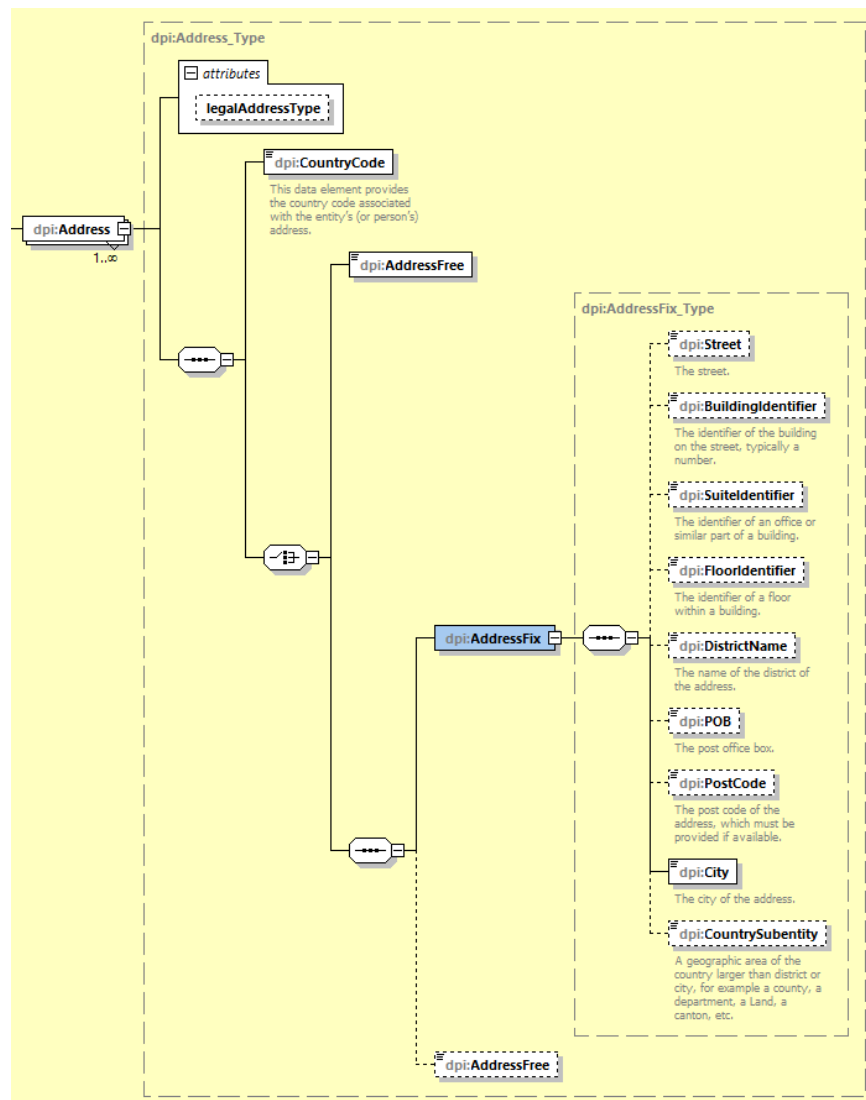 dpi:Address_Type
attributes
legalAddressType
dpi:CountryCode
This data element provides
the country code associated
with the entity's (or person's)
address.
dpi:Address
1..∞
dpi:AddressFree
dpi:AddressFix_Type
dpi:Street
The street.
dpi:BuildingIdentifier
The identifier of the building
on the street, typically a
number.
dpi:SuiteIdentifier
The identifier of an office or
similar part of a building.
dpi:FloorIdentifier
The identifier of a floor
within a building.
dpi:AddressFix
dpi:DistrictName
The name of the district of
the address.
dpi:POB
The post office box.
dpi:PostCode
The post code of the
address, which must be
provided if available.
dpi:City
The city of the address.
dpi:CountrySubentity
A geographic area of the
country larger than district or
city, for example a county, a
department, a Land, a
canton, etc.
dpi:AddressFree